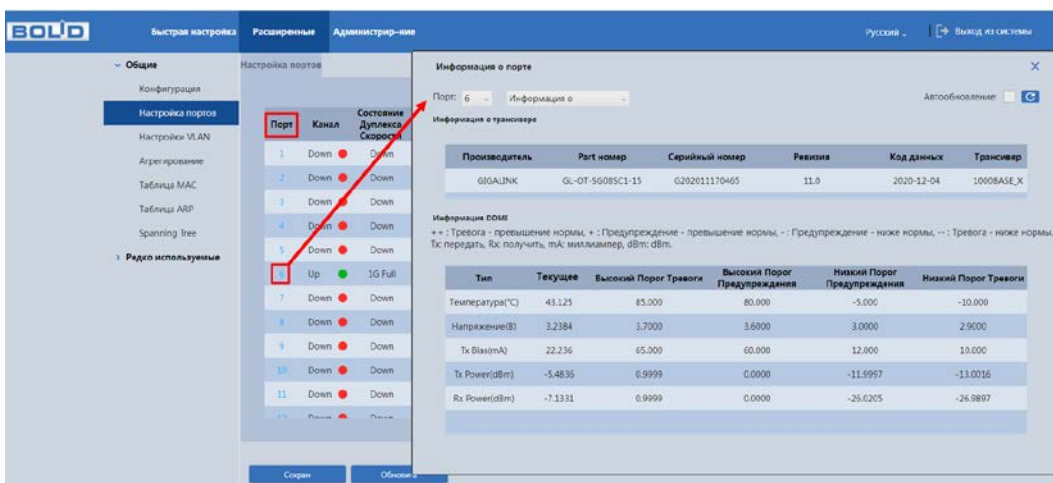 BOLID
Быстрая настройка Расширенные Администрир-ние Русский Выход из системы
Общие
Конфигурация
Настройка портов
Настройки VLAN
Агрегирование
Таблица MAC
Таблица ARP
Spanning Tree
Редко используемые
Настройка портов
Порт Канал Состояние Дуплекса Скорости
1 Down Down
2 Down Down
3 Down Down
4 Down Down
5 Down Down
6 Up 1G Full
7 Down Down
8 Down Down
9 Down Down
10 Down Down
11 Down Down
Сохран Обновить
Информация о порте
Порт: 6 Информация о Автообновление:
Информация о трансивере
Производитель Part номер Серийный номер Ревизия Код данных Трансивер
GIGALINK GL-OT-SG08SC1-15 G202011170465 11.0 2020-12-04 1000BASE_X
Информация DDMI
++ : Тревога - превышение нормы, + : Предупреждение - превышение нормы, - : Предупреждение - ниже нормы, -- : Тревога - ниже нормы.
Tx: передать, Rx: получить, mA: миллиампер, dBm: dBm.
Тип Текущее Высокий Порог Тревоги Высокий Порог Предупреждения Низкий Порог Предупреждения Низкий Порог Тревоги
Температура(°C) 43.125 85.000 80.000 -5.000 -10.000
Напряжение(В) 3.2384 3.7000 3.6000 3.0000 2.9000
Tx Bias(mA) 22.236 65.000 60.000 12.000 10.000
Tx Power(dBm) -5.4836 0.9999 0.0000 -11.9997 -13.0016
Rx Power(dBm) -7.1331 0.9999 0.0000 -26.0205 -26.9897